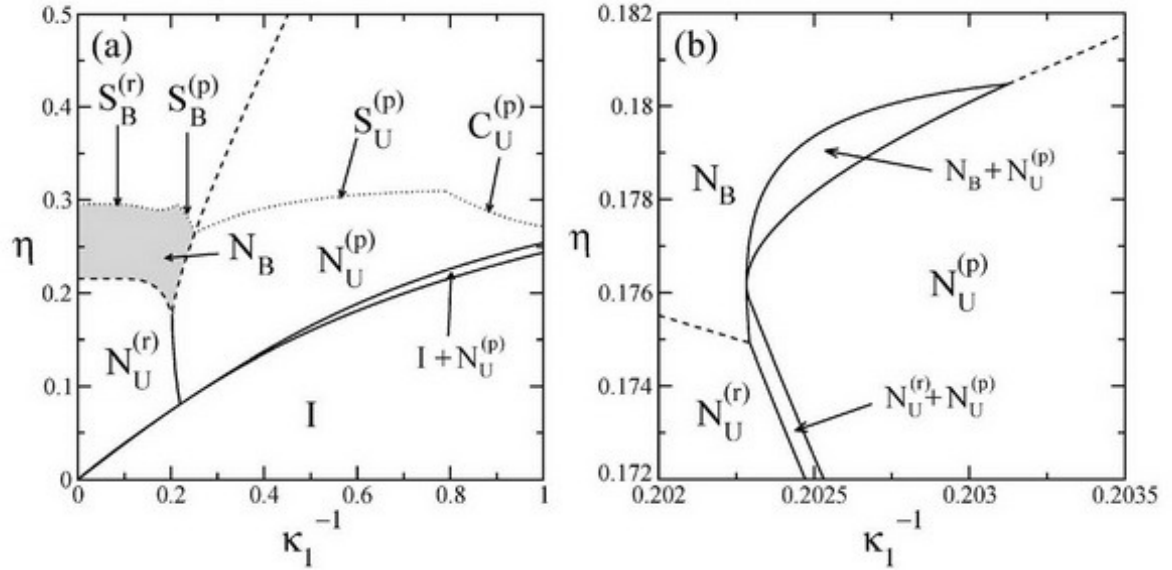 (a)
0.5
0.4
0.3
0.2
0.1
0
η
S_B^(r)
S_B^(p)
S_U^(p)
C_U^(p)
N_B
N_U^(p)
N_U^(r)
I + N_U^(p)
I
0 0.2 0.4 0.6 0.8 1
κ_1^−1
(b)
0.182
0.18
0.178
0.176
0.174
0.172
η
N_B
N_B + N_U^(p)
N_U^(p)
N_U^(r)
N_U^(r) + N_U^(p)
0.202 0.2025 0.203 0.2035
κ_1^−1